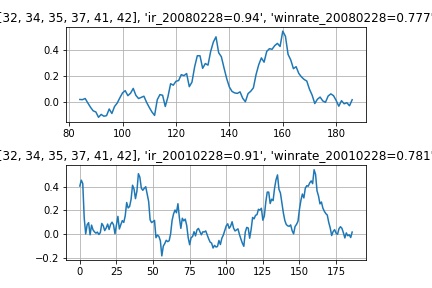 [32, 34, 35, 37, 41, 42], 'ir_20080228=0.94', 'winrate_20080228=0.777'
0.4
0.2
0.0
80 100 120 140 160 180
[32, 34, 35, 37, 41, 42], 'ir_20010228=0.91', 'winrate_20010228=0.781'
0.4
0.2
0.0
−0.2
0 25 50 75 100 125 150 175